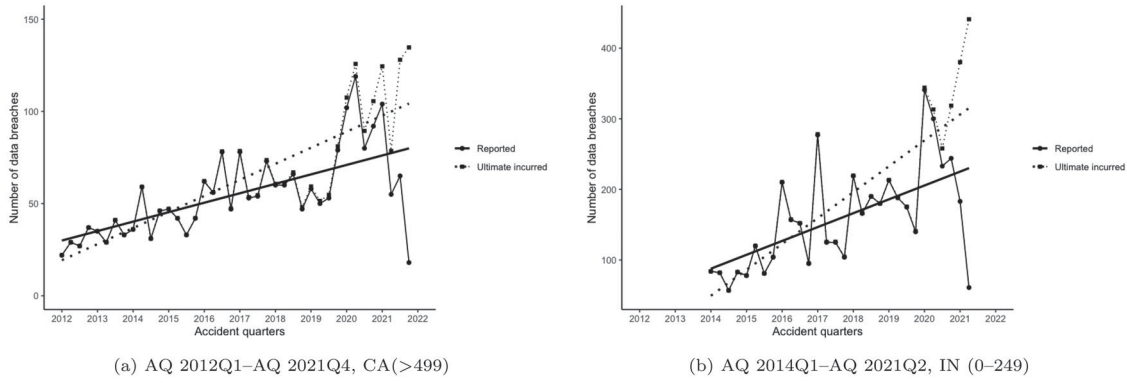 150
100
50
0
Number of data breaches
2012 2013 2014 2015 2016 2017 2018 2019 2020 2021 2022
Accident quarters
Reported
Ultimate incurred
(a) AQ 2012Q1–AQ 2021Q4, CA(>499)
400
300
200
100
Number of data breaches
2012 2013 2014 2015 2016 2017 2018 2019 2020 2021 2022
Accident quarters
Reported
Ultimate incurred
(b) AQ 2014Q1–AQ 2021Q2, IN (0–249)